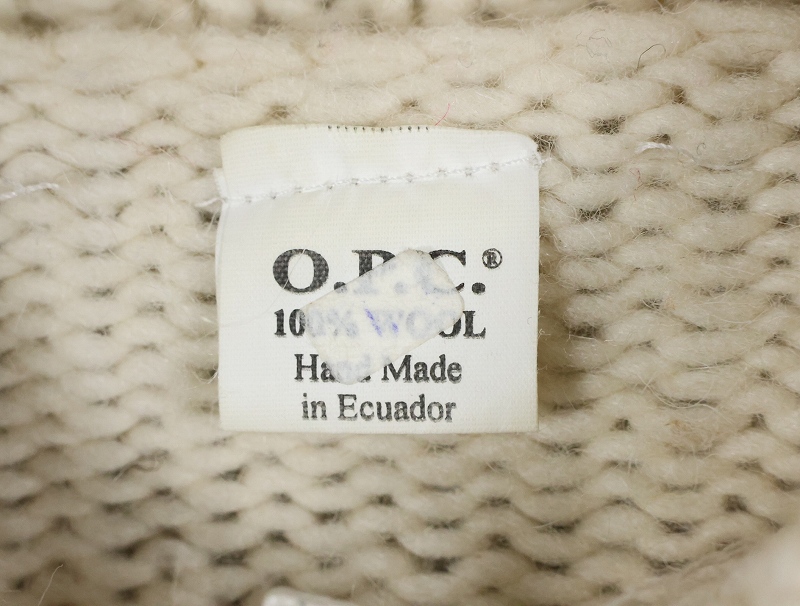 O.P.C.®
100% WOOL
Hand Made
in Ecuador